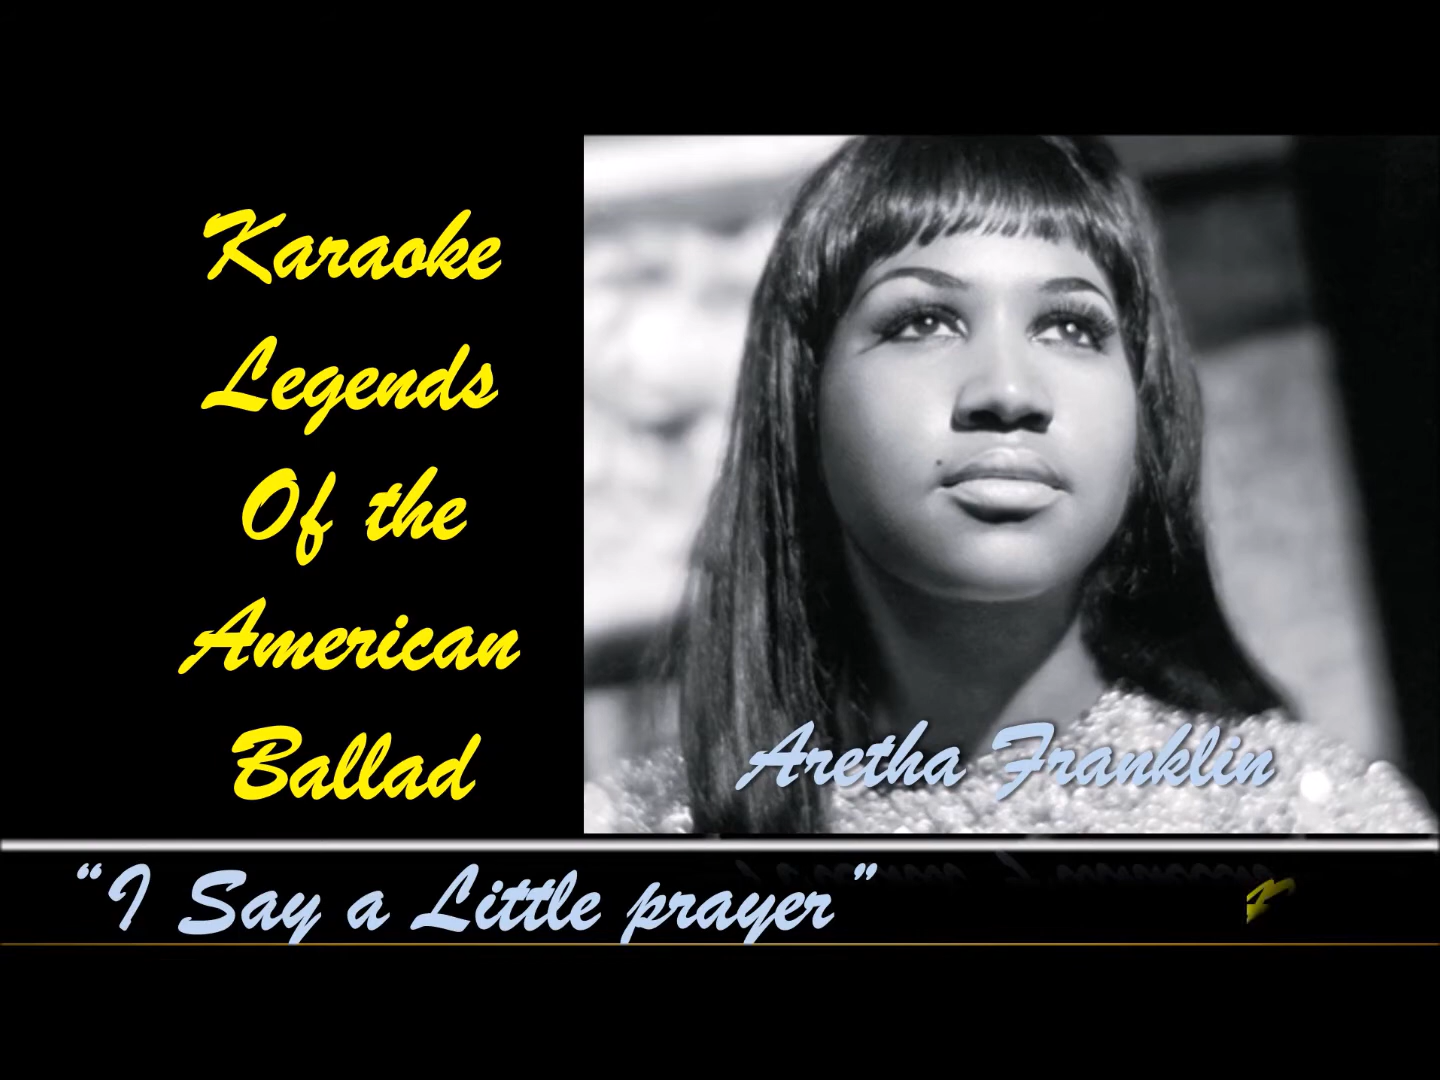 Karaoke
Legends
Of the
American
Ballad
Aretha Franklin
“I Say a Little prayer”